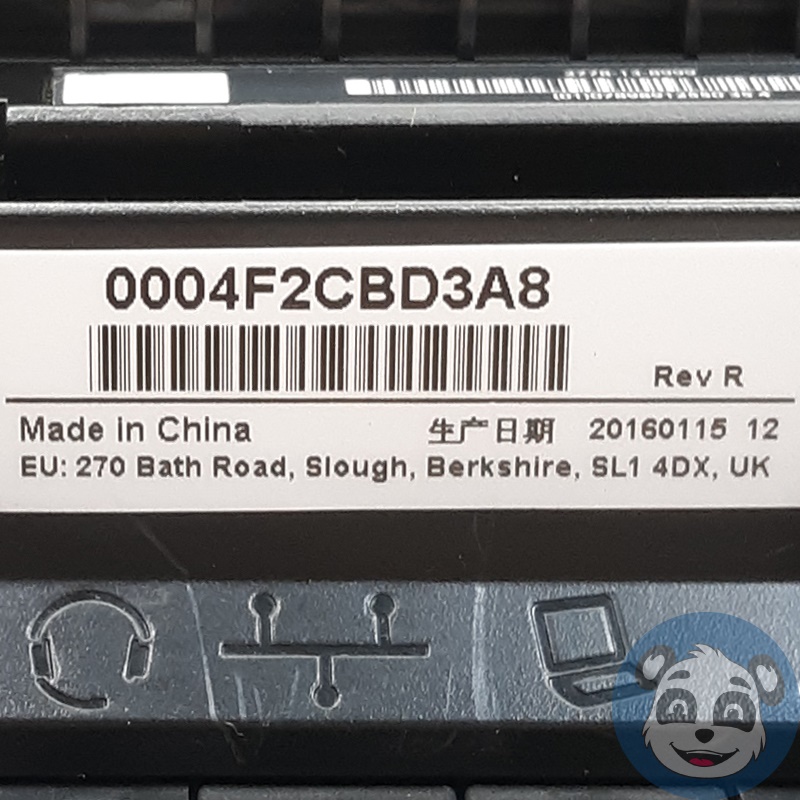 0004F2CBD3A8
Rev R
Made in China 生产日期 20160115 12
EU: 270 Bath Road, Slough, Berkshire, SL1 4DX, UK